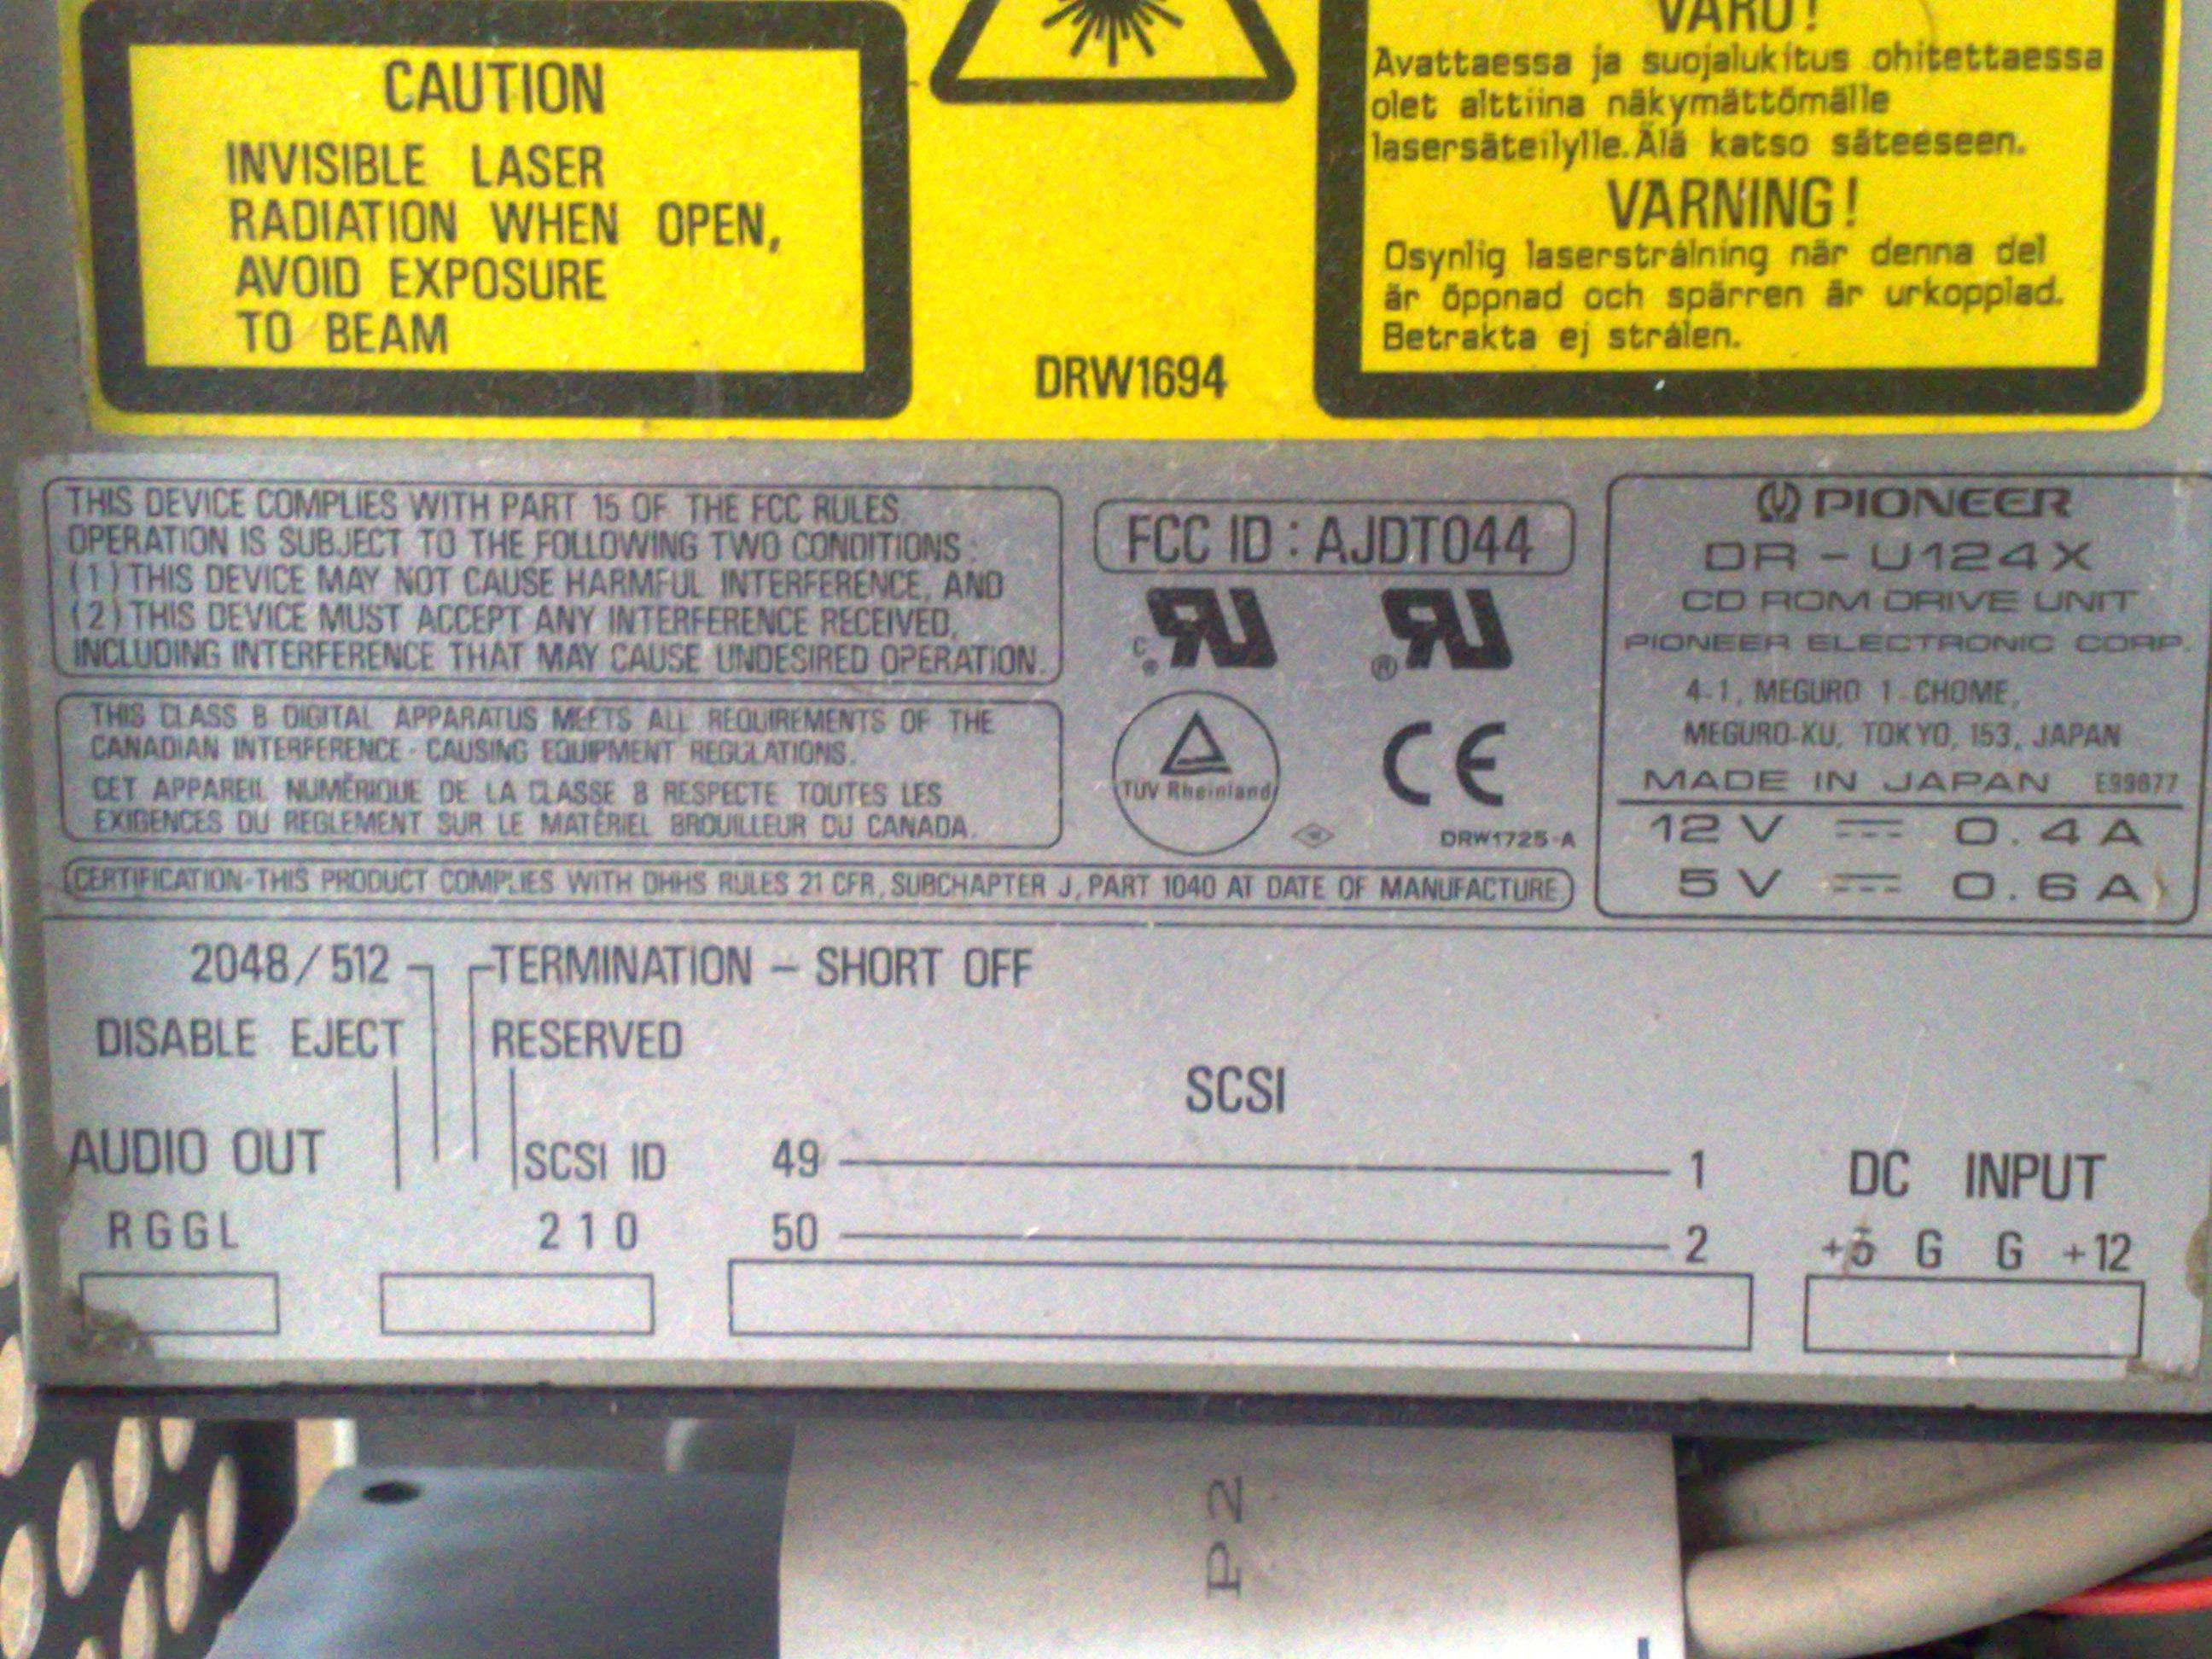 CAUTION
INVISIBLE LASER
RADIATION WHEN OPEN,
AVOID EXPOSURE
TO BEAM
DRW1694
VARO!
Avattaessa ja suojalukitus ohitettaessa
olet alttiina näkymättömälle
lasersäteilylle. Älä katso säteeseen.
VARNING!
Osynlig laserstrålning när denna del
är öppnad och spärren är urkopplad.
Betrakta ej strålen.
THIS DEVICE COMPLIES WITH PART 15 OF THE FCC RULES.
OPERATION IS SUBJECT TO THE FOLLOWING TWO CONDITIONS:
(1) THIS DEVICE MAY NOT CAUSE HARMFUL INTERFERENCE, AND
(2) THIS DEVICE MUST ACCEPT ANY INTERFERENCE RECEIVED,
INCLUDING INTERFERENCE THAT MAY CAUSE UNDESIRED OPERATION.
THIS CLASS B DIGITAL APPARATUS MEETS ALL REQUIREMENTS OF THE
CANADIAN INTERFERENCE-CAUSING EQUIPMENT REGULATIONS.
CET APPAREIL NUMÉRIQUE DE LA CLASSE B RESPECTE TOUTES LES
EXIGENCES DU REGLEMENT SUR LE MATÉRIEL BROUILLEUR DU CANADA.
CERTIFICATION-THIS PRODUCT COMPLIES WITH DHHS RULES 21 CFR, SUBCHAPTER J, PART 1040 AT DATE OF MANUFACTURE.
FCC ID : AJDT044
TÜV Rheinland
CE
DRW1725-A
PIONEER
DR-U124X
CD ROM DRIVE UNIT
PIONEER ELECTRONIC CORP.
4-1, MEGURO 1-CHOME,
MEGURO-KU, TOKYO, 153, JAPAN
MADE IN JAPAN E99677
12V 0.4A
5V 0.6A
2048/512 TERMINATION – SHORT OFF
DISABLE EJECT RESERVED
SCSI
AUDIO OUT SCSI ID 49 1 DC INPUT
RGGL 210 50 2 +5 G G +12
P2